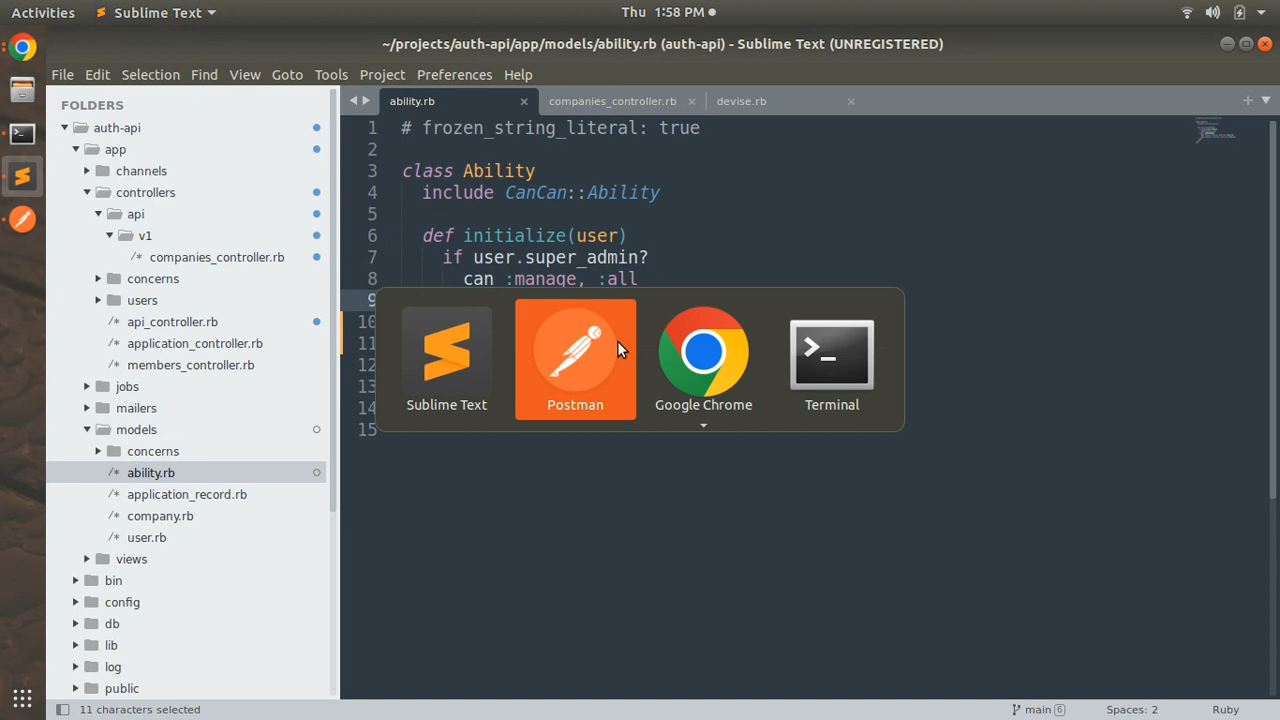 Activities Sublime Text Thu 1:58 PM
~/projects/auth-api/app/models/ability.rb (auth-api) - Sublime Text (UNREGISTERED)
File Edit Selection Find View Goto Tools Project Preferences Help
FOLDERS
auth-api
app
channels
controllers
api
v1
/* companies_controller.rb
concerns
users
/* api_controller.rb
/* application_controller.rb
/* members_controller.rb
jobs
mailers
models
concerns
/* ability.rb
/* application_record.rb
/* company.rb
/* user.rb
views
bin
config
db
lib
log
public
ability.rb × companies_controller.rb × devise.rb ×
1 # frozen_string_literal: true
2
3 class Ability
4 include CanCan::Ability
5
6 def initialize(user)
7 if user.super_admin?
8 can :manage, :all
9
10
11
12
13
14
15
Sublime Text Postman Google Chrome Terminal
11 characters selected main 6 Spaces: 2 Ruby